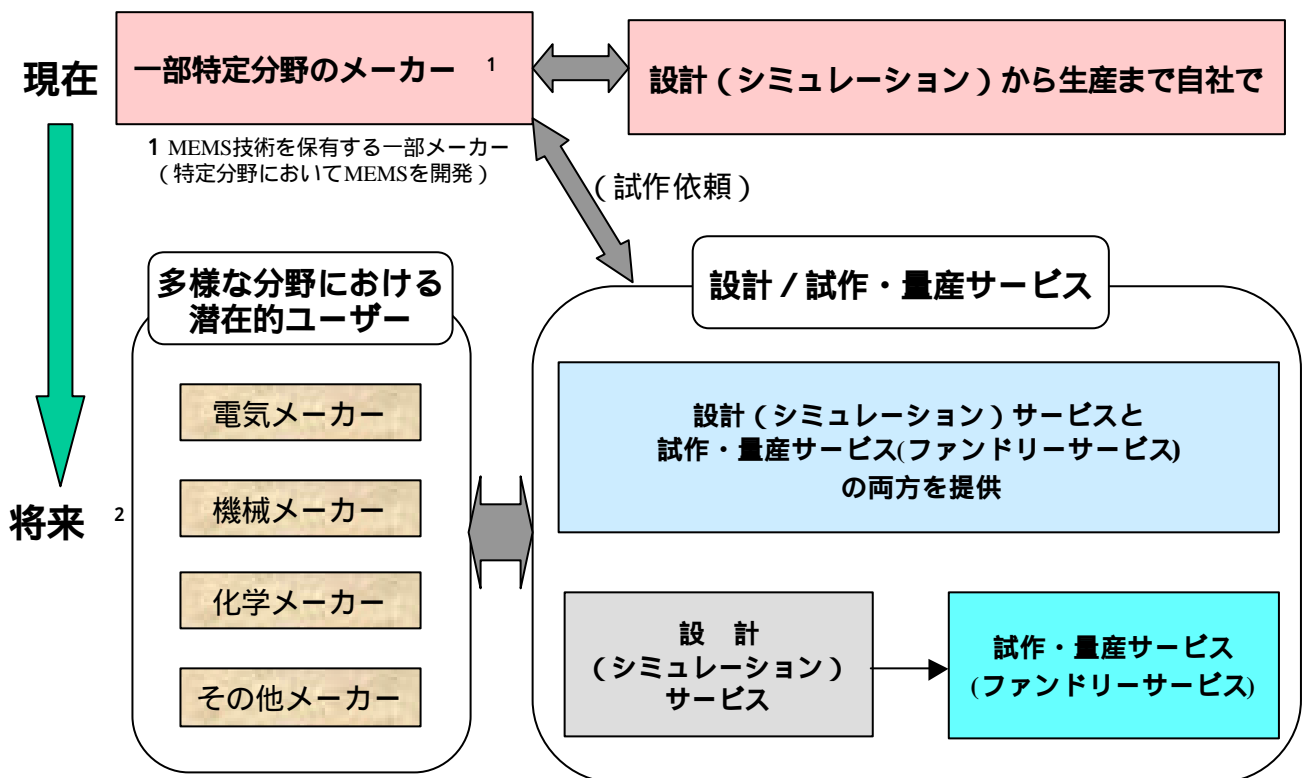 現在
一部特定分野のメーカー 1
設計（シミュレーション）から生産まで自社で
1 MEMS技術を保有する一部メーカー
（特定分野においてMEMSを開発）
（試作依頼）
多様な分野における
潜在的ユーザー
設計 / 試作・量産サービス
電気メーカー
機械メーカー
化学メーカー
その他メーカー
将来 2
設計（シミュレーション）サービスと
試作・量産サービス(ファンドリーサービス)
の両方を提供
設 計
（シミュレーション）
サービス
試作・量産サービス
(ファンドリーサービス)